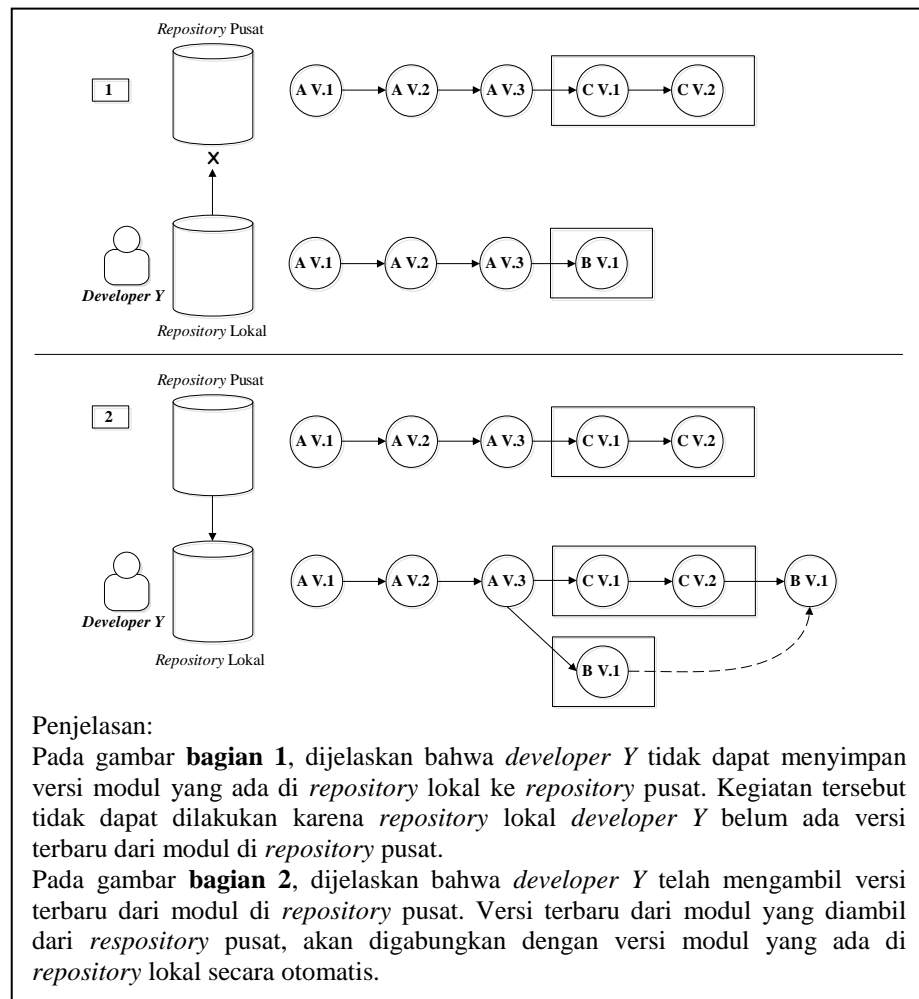 Repository Pusat
1
A V.1 A V.2 A V.3 C V.1 C V.2
X
A V.1 A V.2 A V.3 B V.1
Developer Y
Repository Lokal
Repository Pusat
2
A V.1 A V.2 A V.3 C V.1 C V.2
A V.1 A V.2 A V.3 C V.1 C V.2 B V.1
Developer Y
Repository Lokal
B V.1
Penjelasan:
Pada gambar bagian 1, dijelaskan bahwa developer Y tidak dapat menyimpan
versi modul yang ada di repository lokal ke repository pusat. Kegiatan tersebut
tidak dapat dilakukan karena repository lokal developer Y belum ada versi
terbaru dari modul di repository pusat.
Pada gambar bagian 2, dijelaskan bahwa developer Y telah mengambil versi
terbaru dari modul di repository pusat. Versi terbaru dari modul yang diambil
dari respository pusat, akan digabungkan dengan versi modul yang ada di
repository lokal secara otomatis.